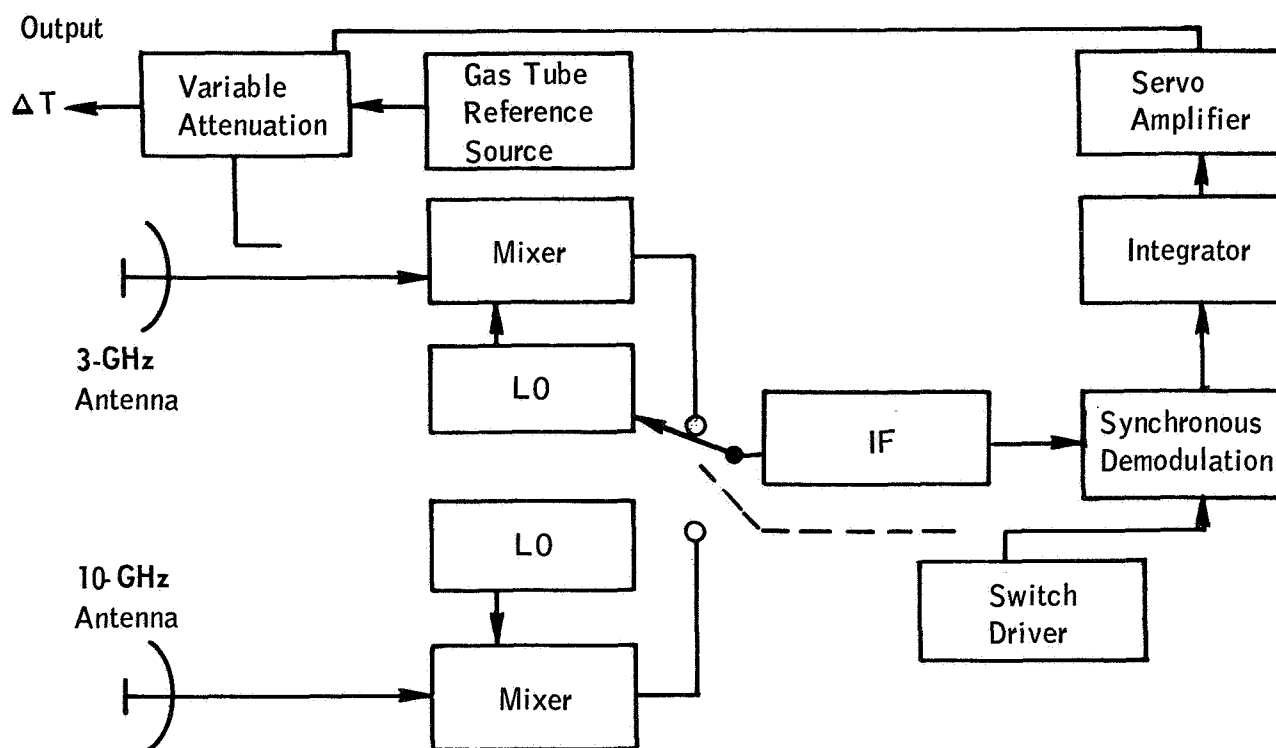 Output
ΔT
Variable
Attenuation
Gas Tube
Reference
Source
Servo
Amplifier
Mixer
Integrator
3-GHz
Antenna
LO
IF
Synchronous
Demodulation
LO
10-GHz
Antenna
Switch
Driver
Mixer